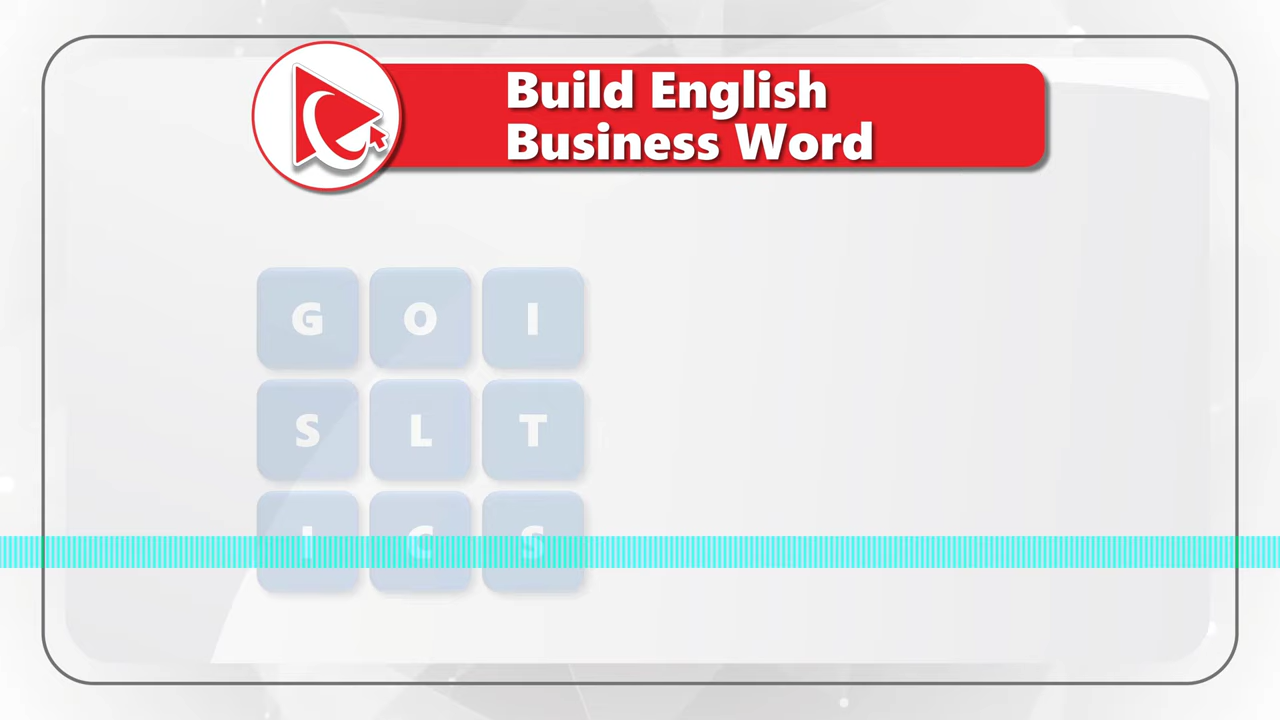 Build English
Business Word
G O I
S L T
I C S